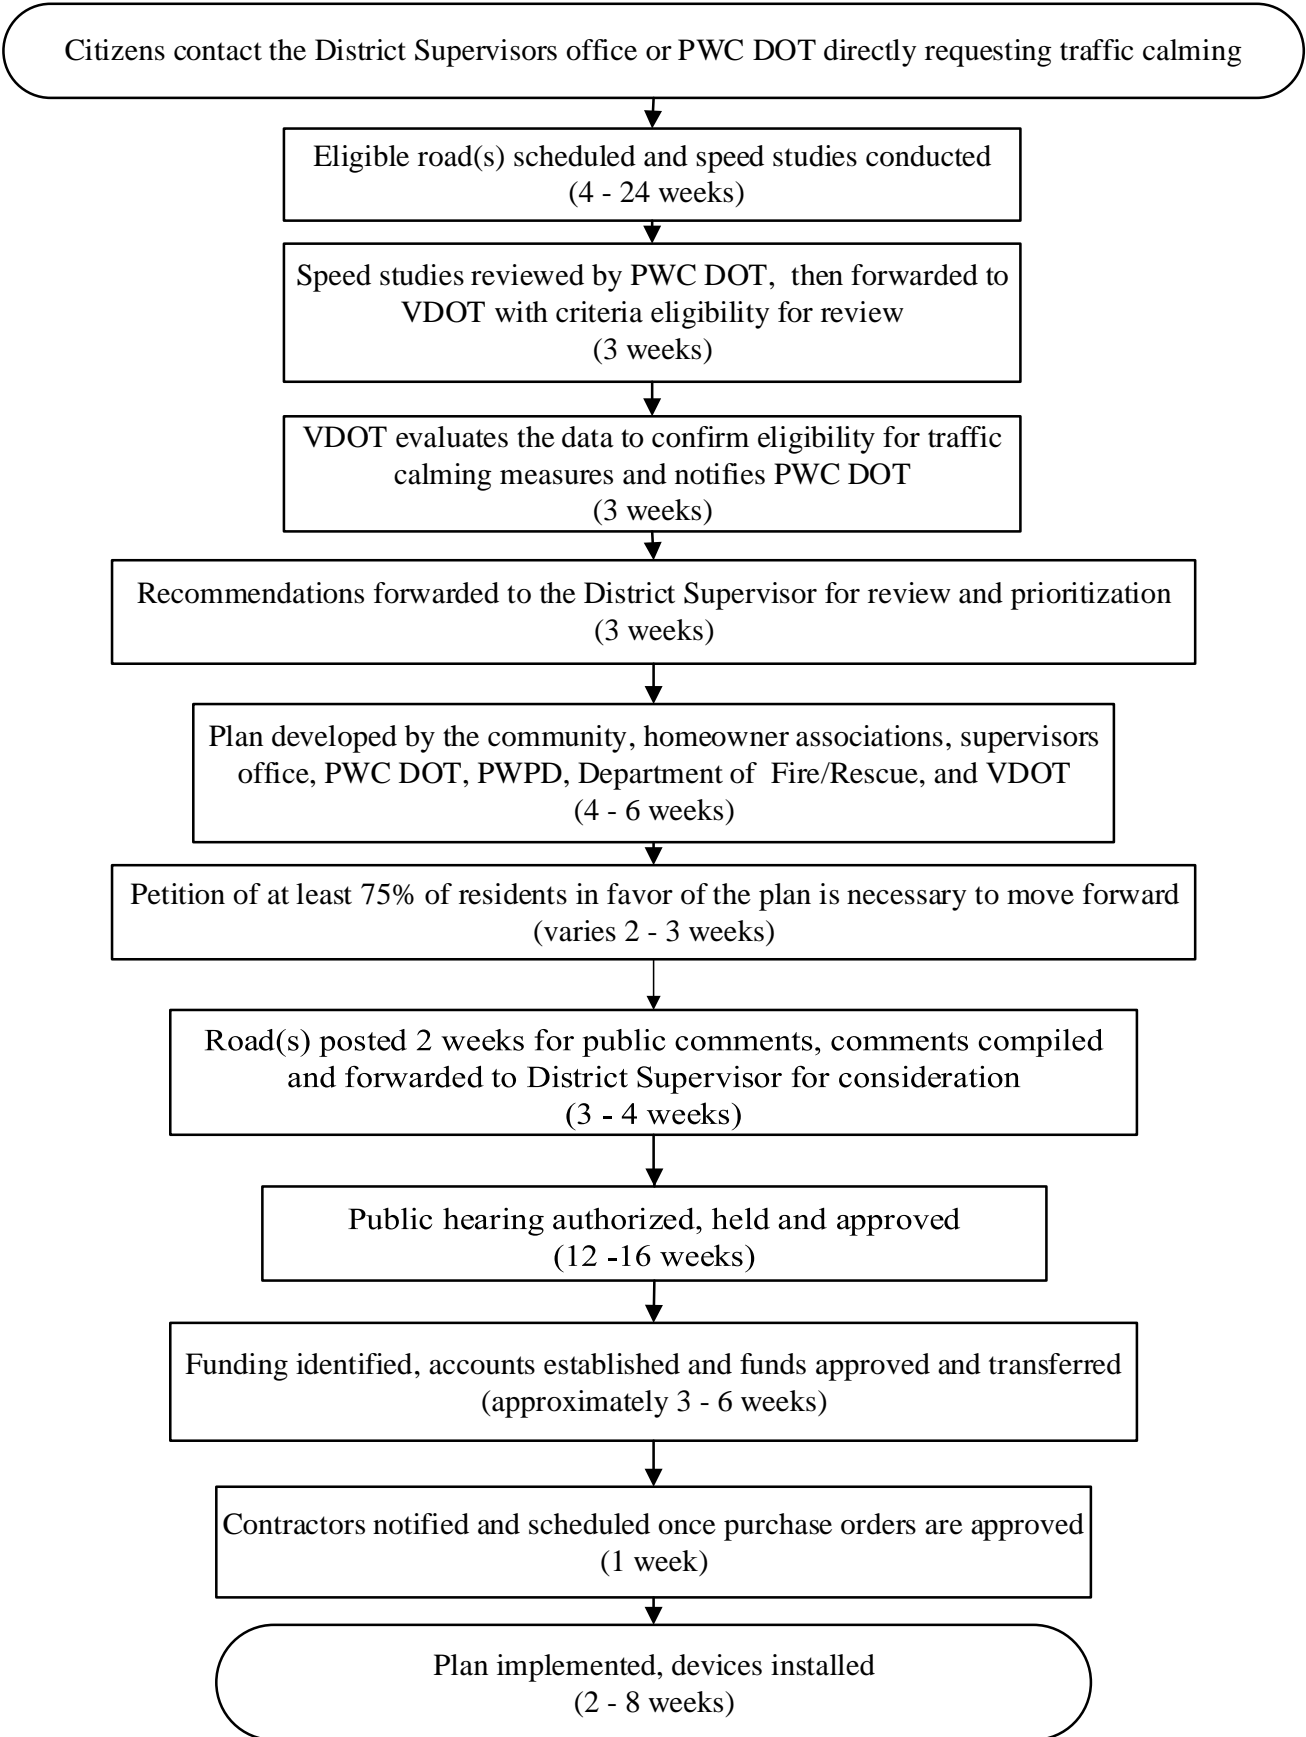 Citizens contact the District Supervisors office or PWC DOT directly requesting traffic calming
Eligible road(s) scheduled and speed studies conducted
(4 - 24 weeks)
Speed studies reviewed by PWC DOT,  then forwarded to
VDOT with criteria eligibility for review
(3 weeks)
VDOT evaluates the data to confirm eligibility for traffic
calming measures and notifies PWC DOT
(3 weeks)
Recommendations forwarded to the District Supervisor for review and prioritization
(3 weeks)
Plan developed by the community, homeowner associations, supervisors
office, PWC DOT, PWPD, Department of  Fire/Rescue, and VDOT
(4 - 6 weeks)
Petition of at least 75% of residents in favor of the plan is necessary to move forward
(varies 2 - 3 weeks)
Road(s) posted 2 weeks for public comments, comments compiled
and forwarded to District Supervisor for consideration
(3 - 4 weeks)
Public hearing authorized, held and approved
(12 -16 weeks)
Funding identified, accounts established and funds approved and transferred
(approximately 3 - 6 weeks)
Contractors notified and scheduled once purchase orders are approved
(1 week)
Plan implemented, devices installed
(2 - 8 weeks)